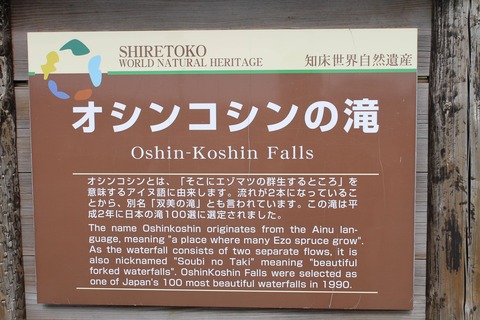 SHIRETOKO
WORLD NATURAL HERITAGE
知床世界自然遺産
オシンコシンの滝
Oshin-Koshin Falls
オシンコシンとは、「そこにエゾマツの群生するところ」を
意味するアイヌ語に由来します。流れが2本になっているこ
とから、別名「双美の滝」とも言われています。この滝は平
成2年に日本の滝100選に選定されました。
The name Oshinkoshin originates from the Ainu lan-
guage, meaning "a place where many Ezo spruce grow".
As the waterfall consists of two separate flows, it is
also nicknamed "Soubi no Taki" meaning "beautiful
forked waterfalls". OshinKoshin Falls were selected as
one of Japan's 100 most beautiful waterfalls in 1990.